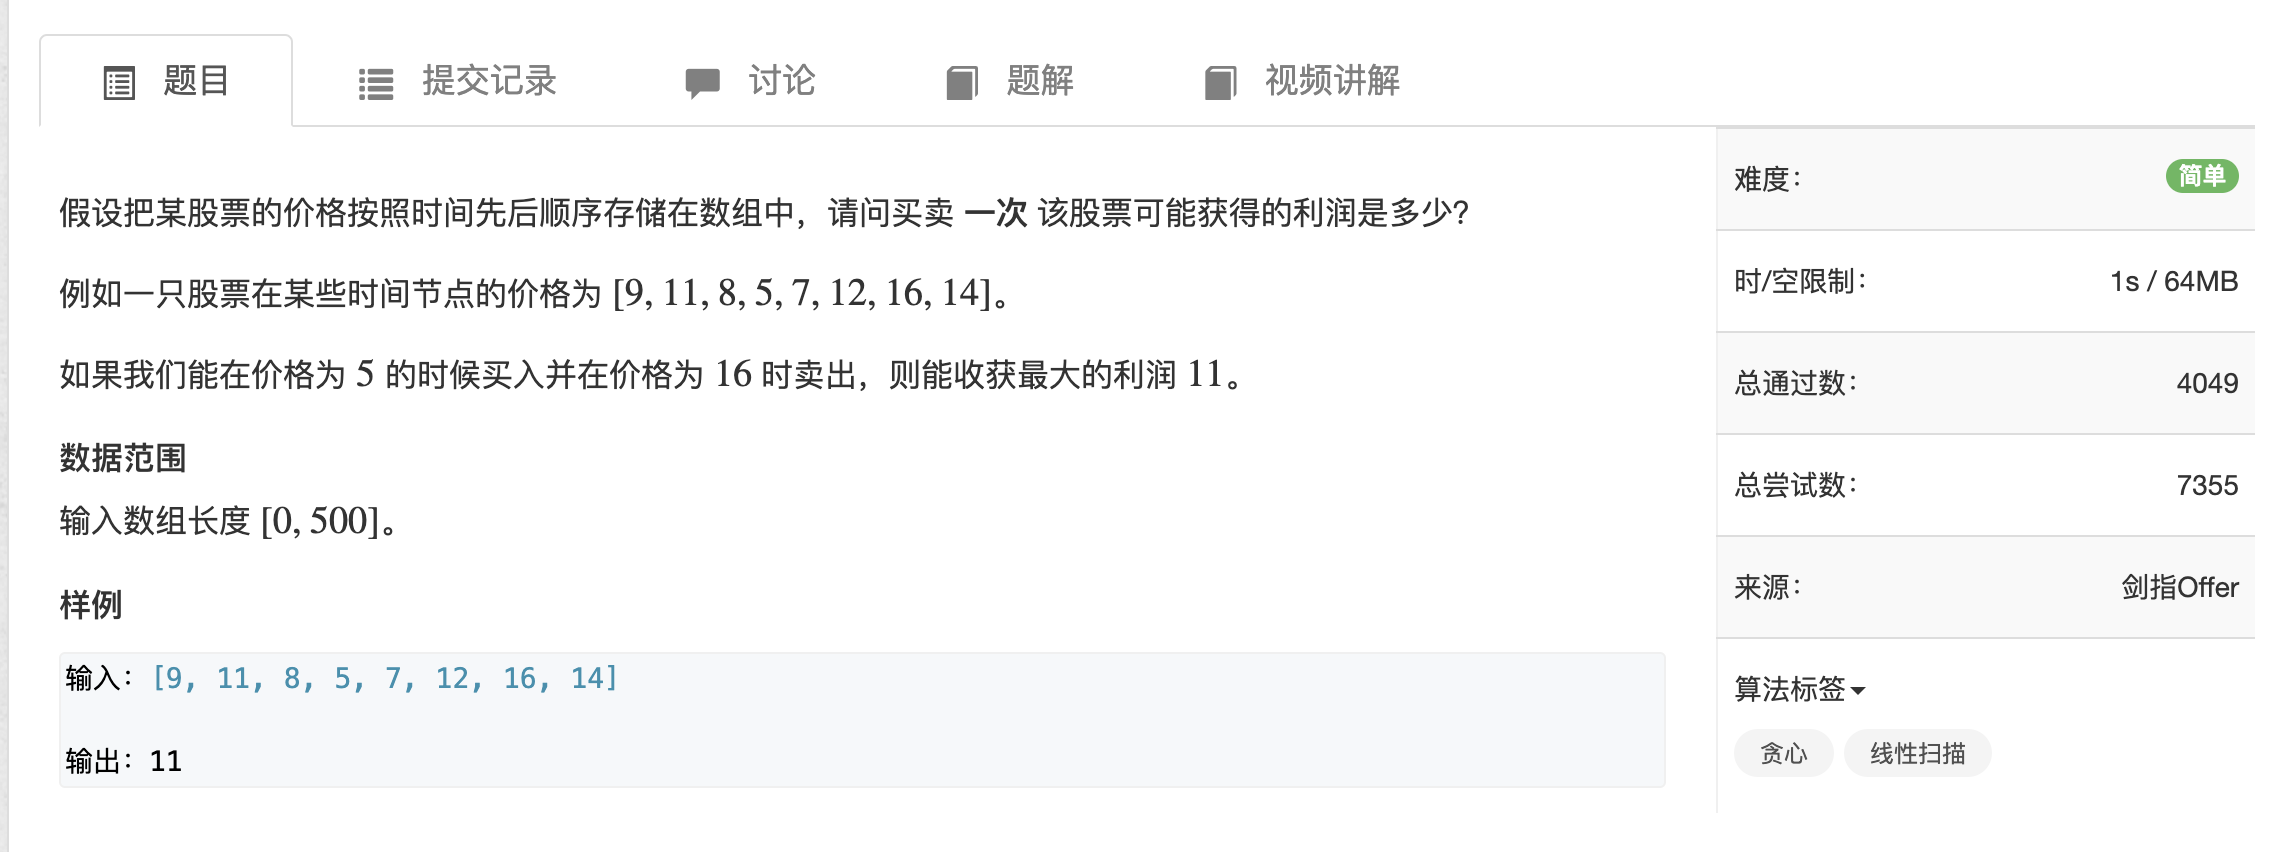 题目 提交记录 讨论 题解 视频讲解
假设把某股票的价格按照时间先后顺序存储在数组中，请问买卖 一次 该股票可能获得的利润是多少？
例如一只股票在某些时间节点的价格为 [9, 11, 8, 5, 7, 12, 16, 14]。
如果我们能在价格为 5 的时候买入并在价格为 16 时卖出，则能收获最大的利润 11。
数据范围
输入数组长度 [0, 500]。
样例
输入：[9, 11, 8, 5, 7, 12, 16, 14]
输出：11
难度： 简单
时/空限制： 1s / 64MB
总通过数： 4049
总尝试数： 7355
来源： 剑指Offer
算法标签
贪心 线性扫描